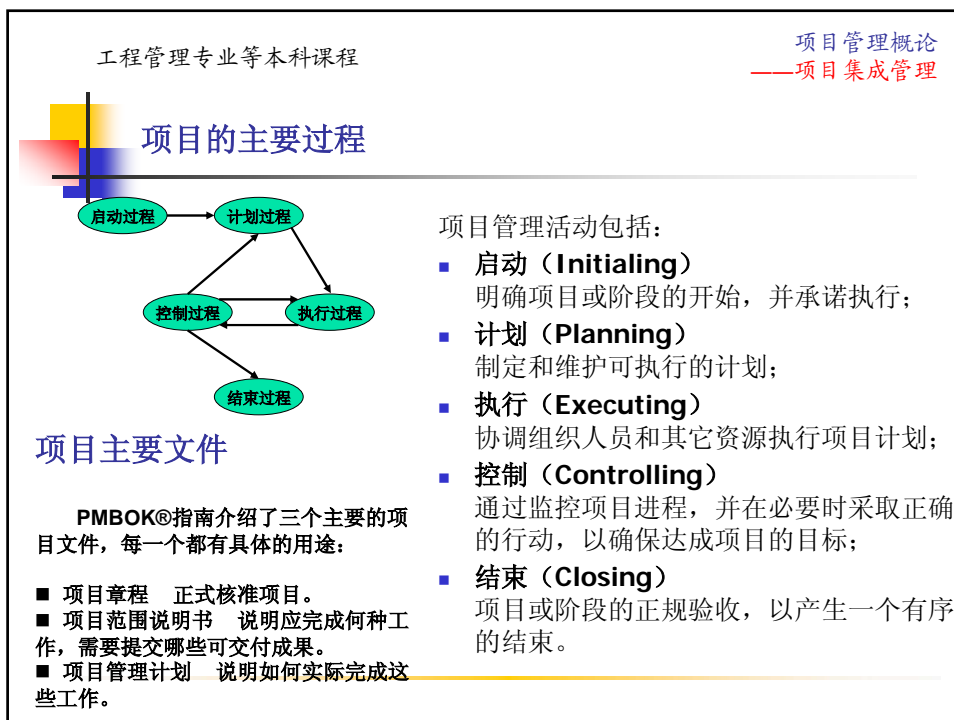 工程管理专业等本科课程
项目管理概论
——项目集成管理
项目的主要过程
启动过程
计划过程
控制过程
执行过程
结束过程
项目主要文件
PMBOK®指南介绍了三个主要的项
目文件，每一个都有具体的用途：
■ 项目章程 正式核准项目。
■ 项目范围说明书 说明应完成何种工
作，需要提交哪些可交付成果。
■ 项目管理计划 说明如何实际完成这
些工作。
项目管理活动包括：
■ 启动（Initialing）
明确项目或阶段的开始，并承诺执行；
■ 计划（Planning）
制定和维护可执行的计划；
■ 执行（Executing）
协调组织人员和其它资源执行项目计划；
■ 控制（Controlling）
通过监控项目进程，并在必要时采取正确
的行动，以确保达成项目的目标；
■ 结束（Closing）
项目或阶段的正规验收，以产生一个有序
的结束。